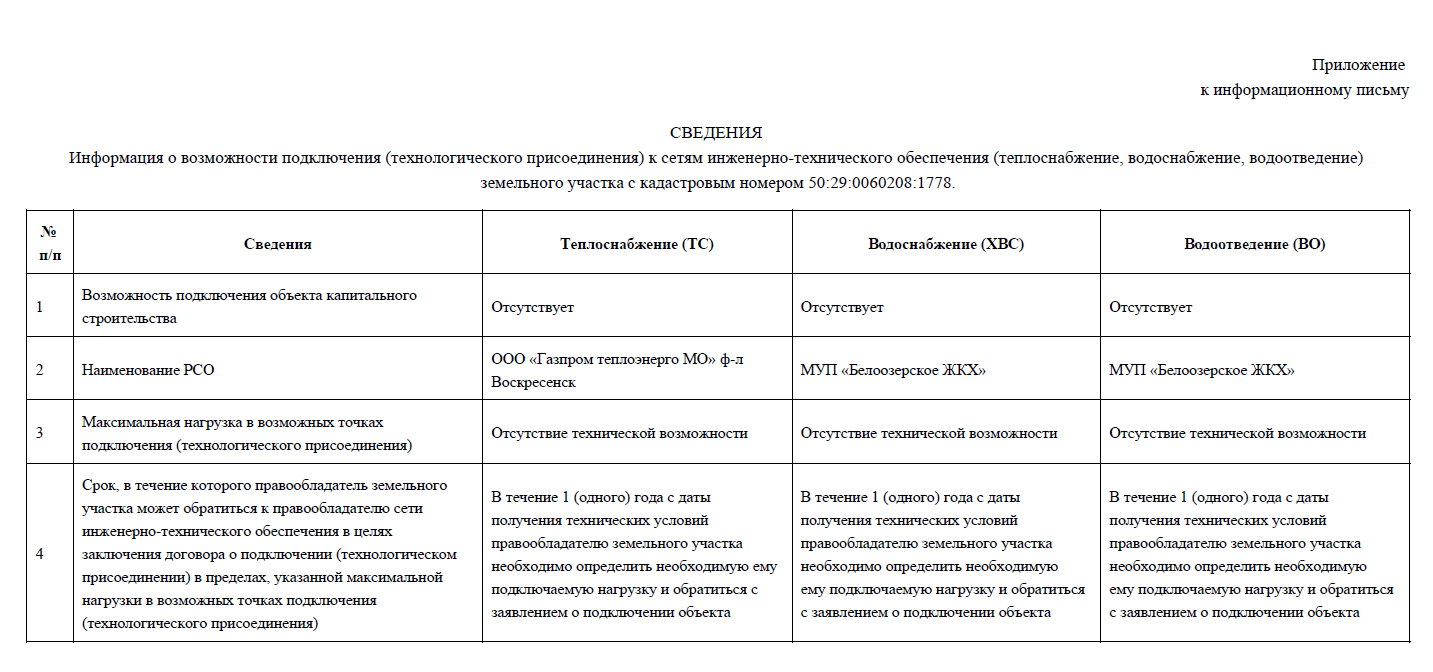 Приложение
к информационному письму
СВЕДЕНИЯ
Информация о возможности подключения (технологического присоединения) к сетям инженерно-технического обеспечения (теплоснабжение, водоснабжение, водоотведение)
земельного участка с кадастровым номером 50:29:0060208:1778.
№
п/п
Сведения
Теплоснабжение (ТС)
Водоснабжение (ХВС)
Водоотведение (ВО)
1
Возможность подключения объекта капитального
строительства
Отсутствует
Отсутствует
Отсутствует
2
Наименование РСО
ООО «Газпром теплоэнерго МО» ф-л
Воскресенск
МУП «Белоозерское ЖКХ»
МУП «Белоозерское ЖКХ»
3
Максимальная нагрузка в возможных точках
подключения (технологического присоединения)
Отсутствие технической возможности
Отсутствие технической возможности
Отсутствие технической возможности
4
Срок, в течение которого правообладатель земельного
участка может обратиться к правообладателю сети
инженерно-технического обеспечения в целях
заключения договора о подключении (технологическом
присоединении) в пределах, указанной максимальной
нагрузки в возможных точках подключения
(технологического присоединения)
В течение 1 (одного) года с даты
получения технических условий
правообладателю земельного участка
необходимо определить необходимую ему
подключаемую нагрузку и обратиться с
заявлением о подключении объекта
В течение 1 (одного) года с даты
получения технических условий
правообладателю земельного участка
необходимо определить необходимую
ему подключаемую нагрузку и обратиться
с заявлением о подключении объекта
В течение 1 (одного) года с даты
получения технических условий
правообладателю земельного участка
необходимо определить необходимую
ему подключаемую нагрузку и обратиться
с заявлением о подключении объекта